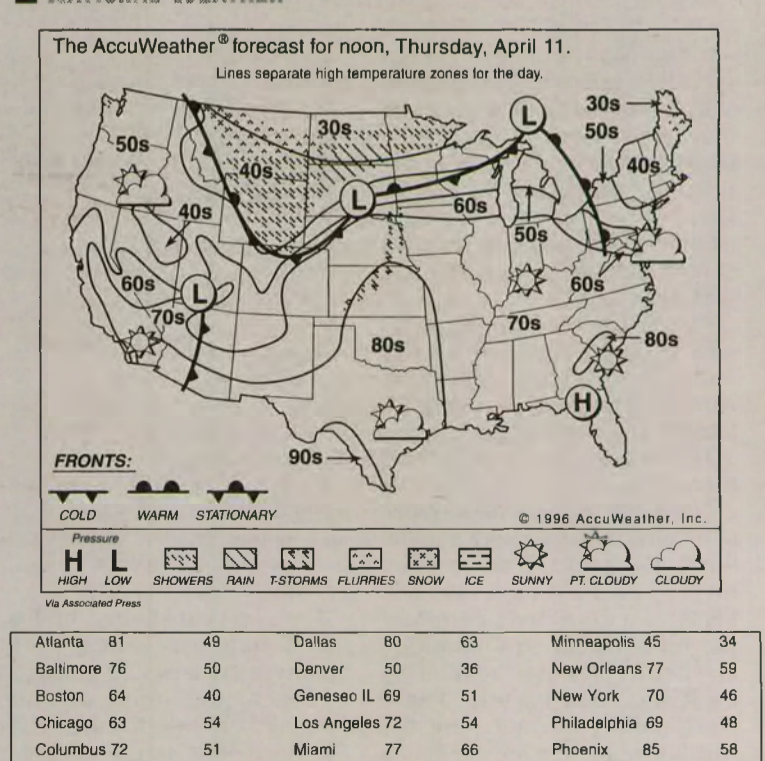 The AccuWeather® forecast for noon, Thursday, April 11.
Lines separate high temperature zones for the day.
50s
30s
L
30s
50s
40s
40s
40s
L
60s
50s
60s
60s
L
70s
70s
80s
80s
H
90s
FRONTS:
COLD WARM STATIONARY
© 1996 AccuWeather, Inc.
Pressure
H L
HIGH LOW SHOWERS RAIN T-STORMS FLURRIES SNOW ICE SUNNY PT. CLOUDY CLOUDY
Via Associated Press
Atlanta 81 49 Dallas 80 63 Minneapolis 45 34
Baltimore 76 50 Denver 50 36 New Orleans 77 59
Boston 64 40 Geneseo IL 69 51 New York 70 46
Chicago 63 54 Los Angeles 72 54 Philadelphia 69 48
Columbus 72 51 Miami 77 66 Phoenix 85 58